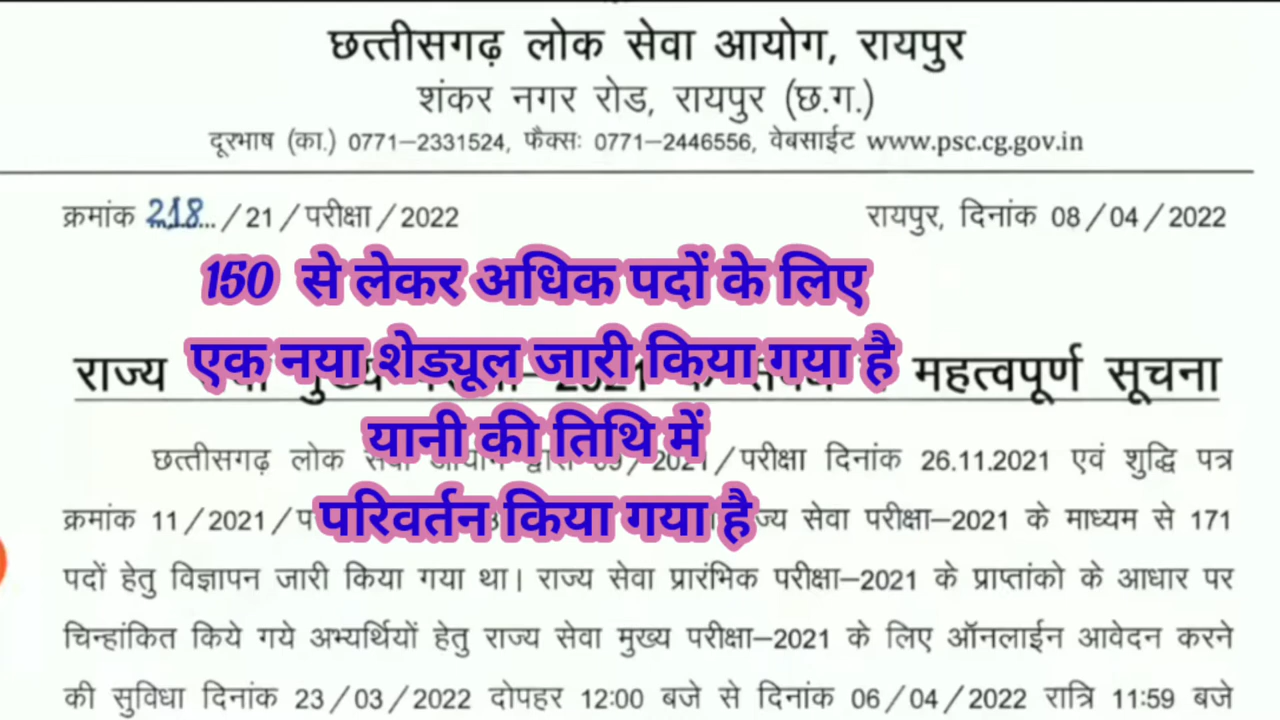 छत्तीसगढ़ लोक सेवा आयोग, रायपुर
शंकर नगर रोड, रायपुर (छ.ग.)
दूरभाष (का.) 0771–2331524, फैक्सः 0771–2446556, वेबसाईट www.psc.cg.gov.in
क्रमांक 218... /21/परीक्षा/2022 रायपुर, दिनांक 08/04/2022
150 से लेकर अधिक पदों के लिए
एक नया शेड्यूल जारी किया गया है
राज्य महत्वपूर्ण सूचना
यानी की तिथि में
छत्तीसगढ़ लोक /परीक्षा दिनांक 26.11.2021 एवं शुद्धि पत्र
परिवर्तन किया गया है
क्रमांक 11/2021/ सेवा परीक्षा–2021 के माध्यम से 171
पदों हेतु विज्ञापन जारी किया गया था। राज्य सेवा प्रारंभिक परीक्षा–2021 के प्राप्तांको के आधार पर
चिन्हांकित किये गये अभ्यर्थियों हेतु राज्य सेवा मुख्य परीक्षा–2021 के लिए ऑनलाईन आवेदन करने
की सुविधा दिनांक 23/03/2022 दोपहर 12:00 बजे से दिनांक 06/04/2022 रात्रि 11:59 बजे